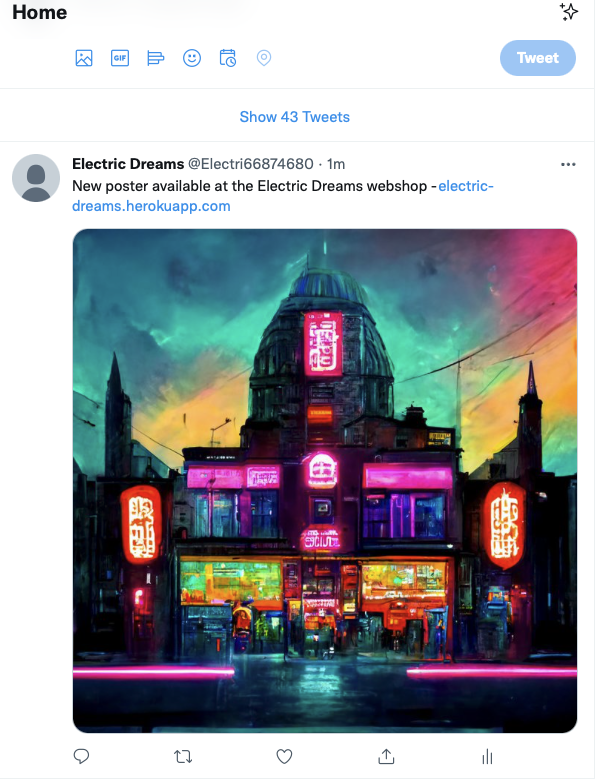 Home
GIF
Tweet
Show 43 Tweets
Electric Dreams @Electri66874680 · 1m
New poster available at the Electric Dreams webshop -electric-
dreams.herokuapp.com